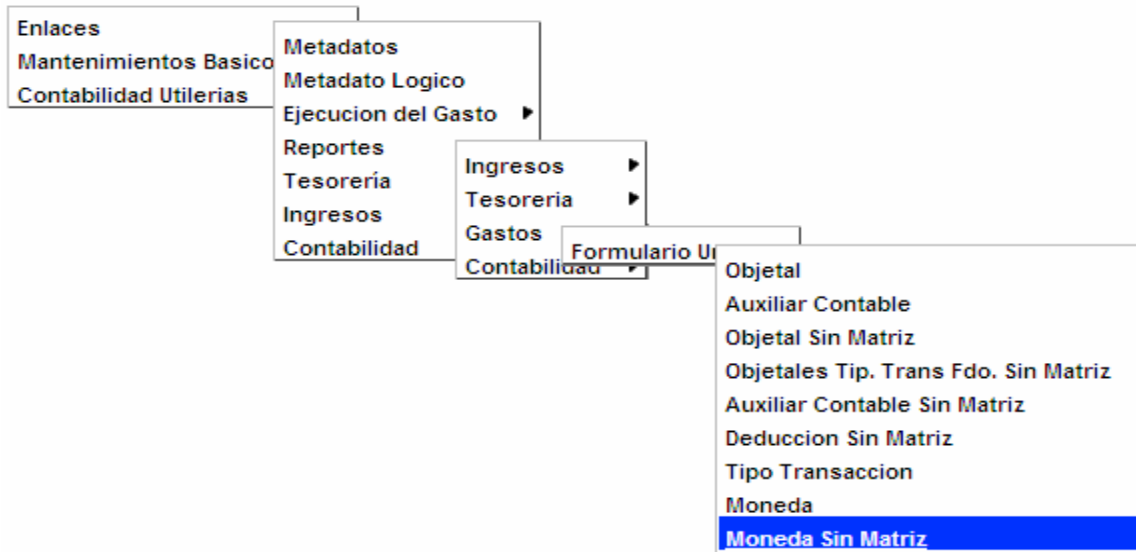 Enlaces
Mantenimientos Basico
Contabilidad Utilerias
Metadatos
Metadato Logico
Ejecucion del Gasto
Reportes
Tesorería
Ingresos
Contabilidad
Ingresos
Tesoreria
Gastos
Contabilidad
Formulario Un
Objetal
Auxiliar Contable
Objetal Sin Matriz
Objetales Tip. Trans Fdo. Sin Matriz
Auxiliar Contable Sin Matriz
Deduccion Sin Matriz
Tipo Transaccion
Moneda
Moneda Sin Matriz